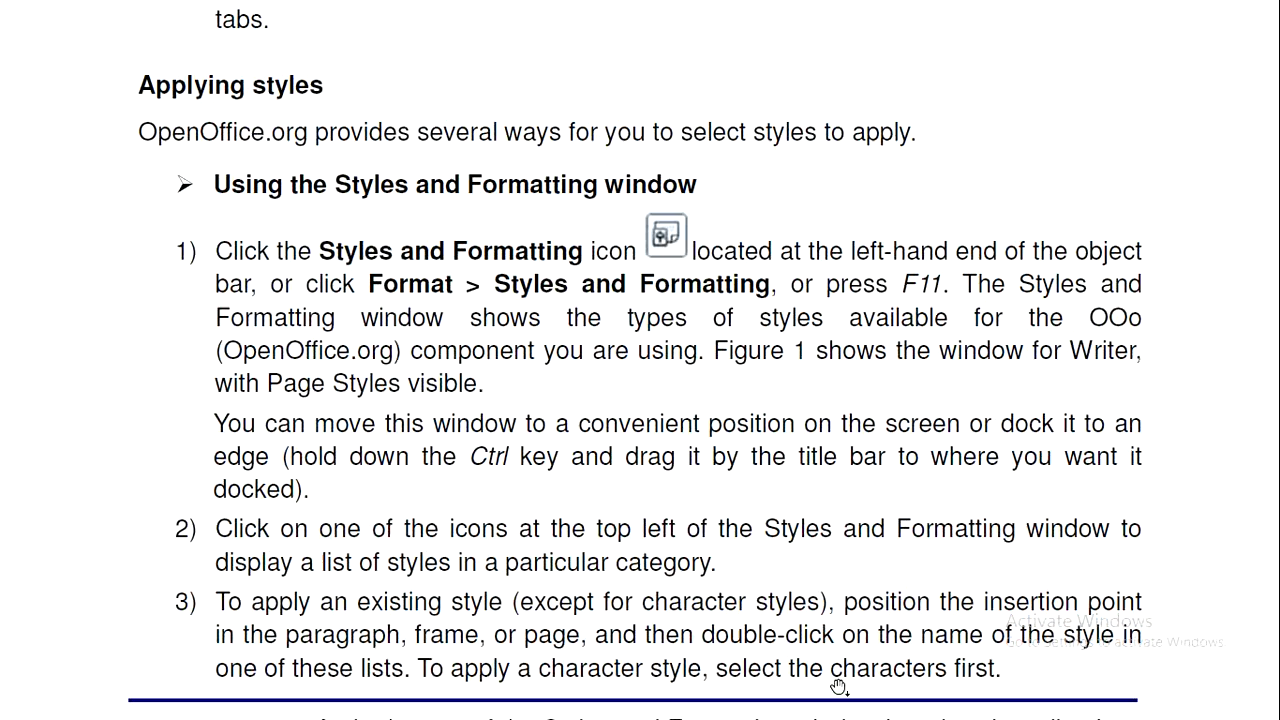 tabs.
Applying styles
OpenOffice.org provides several ways for you to select styles to apply.
➢ Using the Styles and Formatting window
1) Click the Styles and Formatting icon located at the left-hand end of the object
bar, or click Format > Styles and Formatting, or press F11. The Styles and
Formatting window shows the types of styles available for the OOo
(OpenOffice.org) component you are using. Figure 1 shows the window for Writer,
with Page Styles visible.
You can move this window to a convenient position on the screen or dock it to an
edge (hold down the Ctrl key and drag it by the title bar to where you want it
docked).
2) Click on one of the icons at the top left of the Styles and Formatting window to
display a list of styles in a particular category.
3) To apply an existing style (except for character styles), position the insertion point
in the paragraph, frame, or page, and then double-click on the name of the style in
one of these lists. To apply a character style, select the characters first.
Activate Windows
Go to Settings to activate Windows.